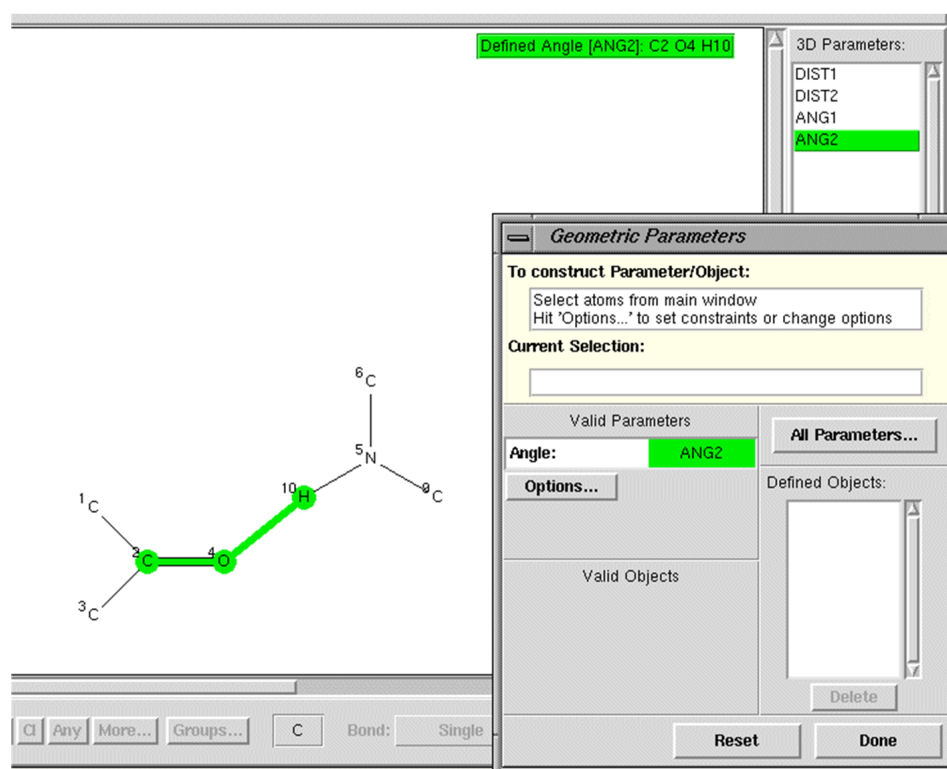 Defined Angle [ANG2]: C2 O4 H10
3D Parameters:
DIST1
DIST2
ANG1
ANG2
Geometric Parameters
To construct Parameter/Object:
Select atoms from main window
Hit 'Options...' to set constraints or change options
Current Selection:
Valid Parameters
Angle: ANG2
Options...
All Parameters...
Defined Objects:
Valid Objects
Delete
Reset Done
6 C
5 N
10 H
C
1 C
2 C
4 O
3 C
Cl Any More... Groups... C Bond: Single